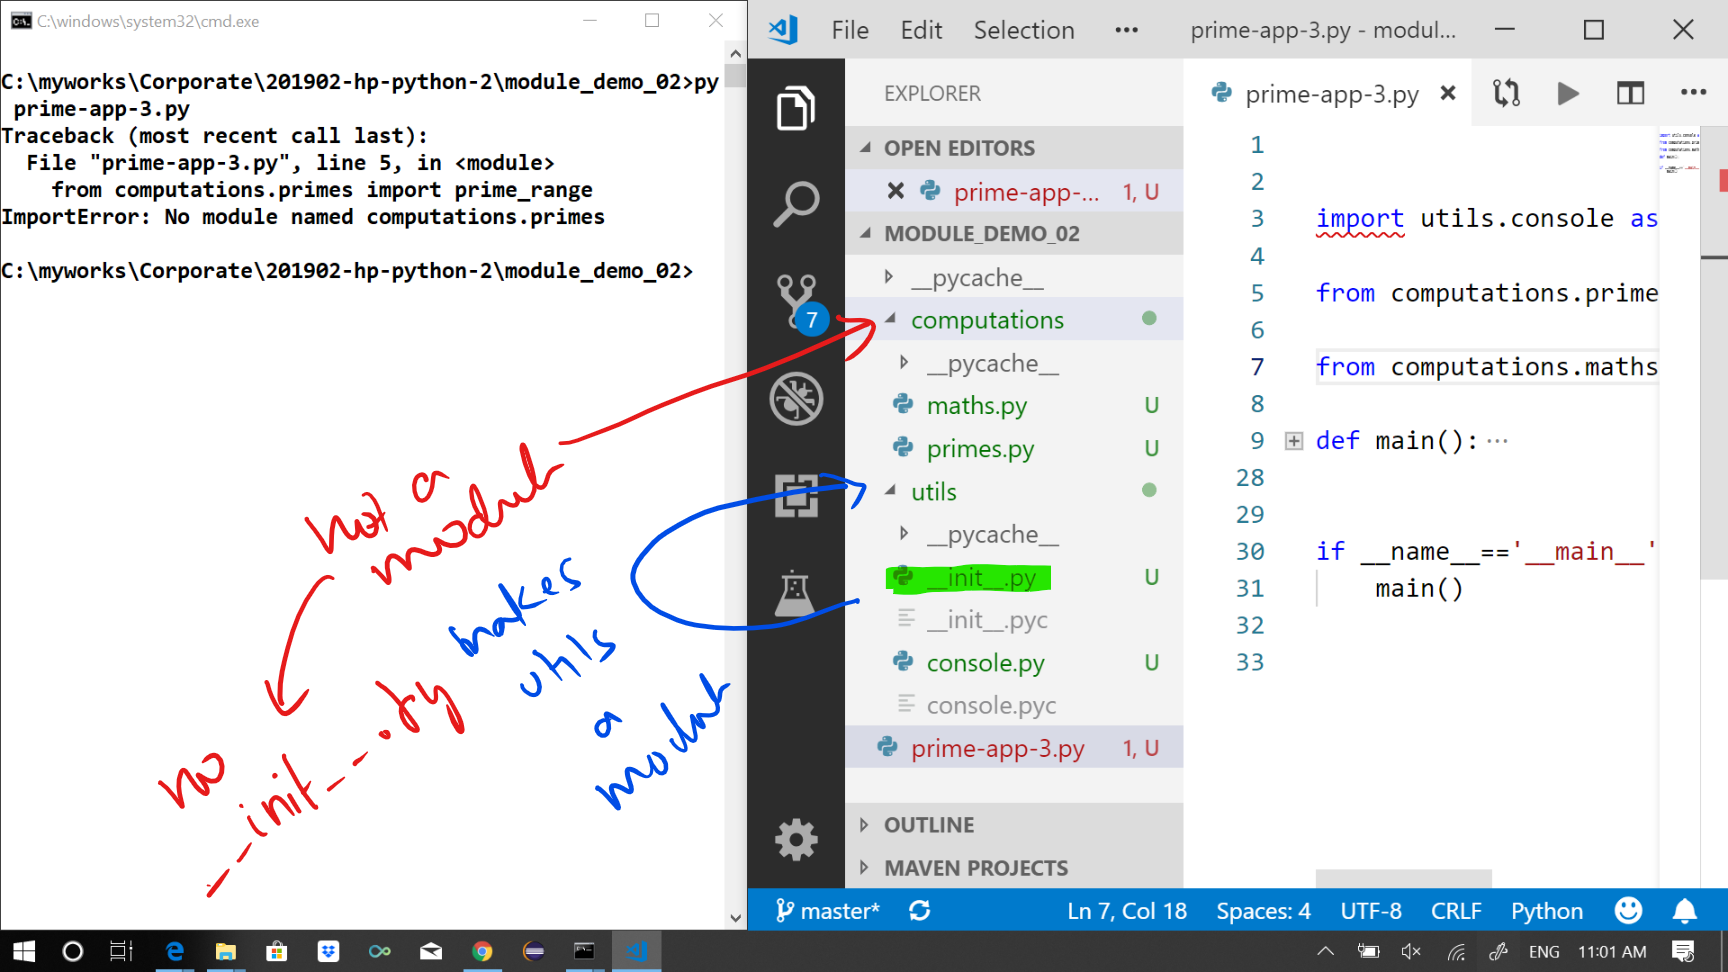 C:\windows\system32\cmd.exe
C:\myworks\Corporate\201902-hp-python-2\module_demo_02>py
prime-app-3.py
Traceback (most recent call last):
File "prime-app-3.py", line 5, in <module>
from computations.primes import prime_range
ImportError: No module named computations.primes
C:\myworks\Corporate\201902-hp-python-2\module_demo_02>
not a
module
no
__init__.py
makes
utils
a
module
File Edit Selection ••• prime-app-3.py - modul...
EXPLORER
OPEN EDITORS
prime-app-... 1, U
MODULE_DEMO_02
__pycache__
computations
__pycache__
maths.py U
primes.py U
utils
__pycache__
__init__.py U
__init__.pyc
console.py U
console.pyc
prime-app-3.py 1, U
OUTLINE
MAVEN PROJECTS
7
prime-app-3.py
1
2
3 import utils.console as
4
5 from computations.prime
6
7 from computations.maths
8
9 def main():...
28
29
30 if __name__=='__main__'
31 main()
32
33
master* Ln 7, Col 18 Spaces: 4 UTF-8 CRLF Python
ENG 11:01 AM